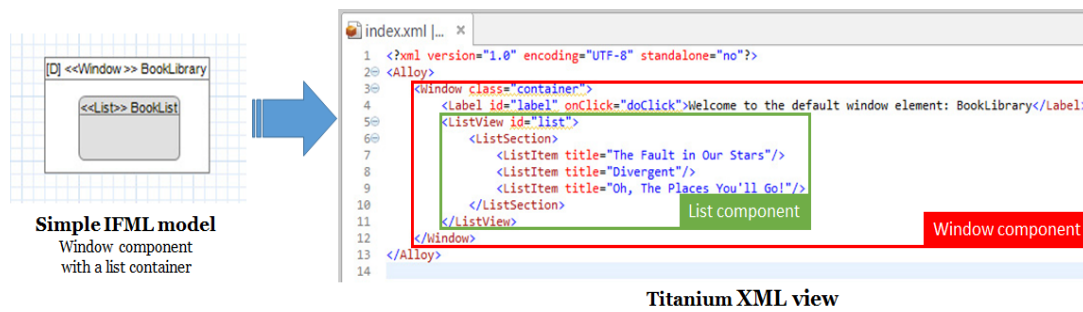 [D] <<Window >> BookLibrary
<<List>> BookList
Simple IFML model
Window component
with a list container
index.xml |...
1 <?xml version="1.0" encoding="UTF-8" standalone="no"?>
2 <Alloy>
3 <Window class="container">
4 <Label id="label" onClick="doClick">Welcome to the default window element: BookLibrary</Label>
5 <ListView id="list">
6 <ListSection>
7 <ListItem title="The Fault in Our Stars"/>
8 <ListItem title="Divergent"/>
9 <ListItem title="Oh, The Places You'll Go!"/>
10 </ListSection>
11 </ListView>
12 </Window>
13 </Alloy>
14
List component
Window component
Titanium XML view